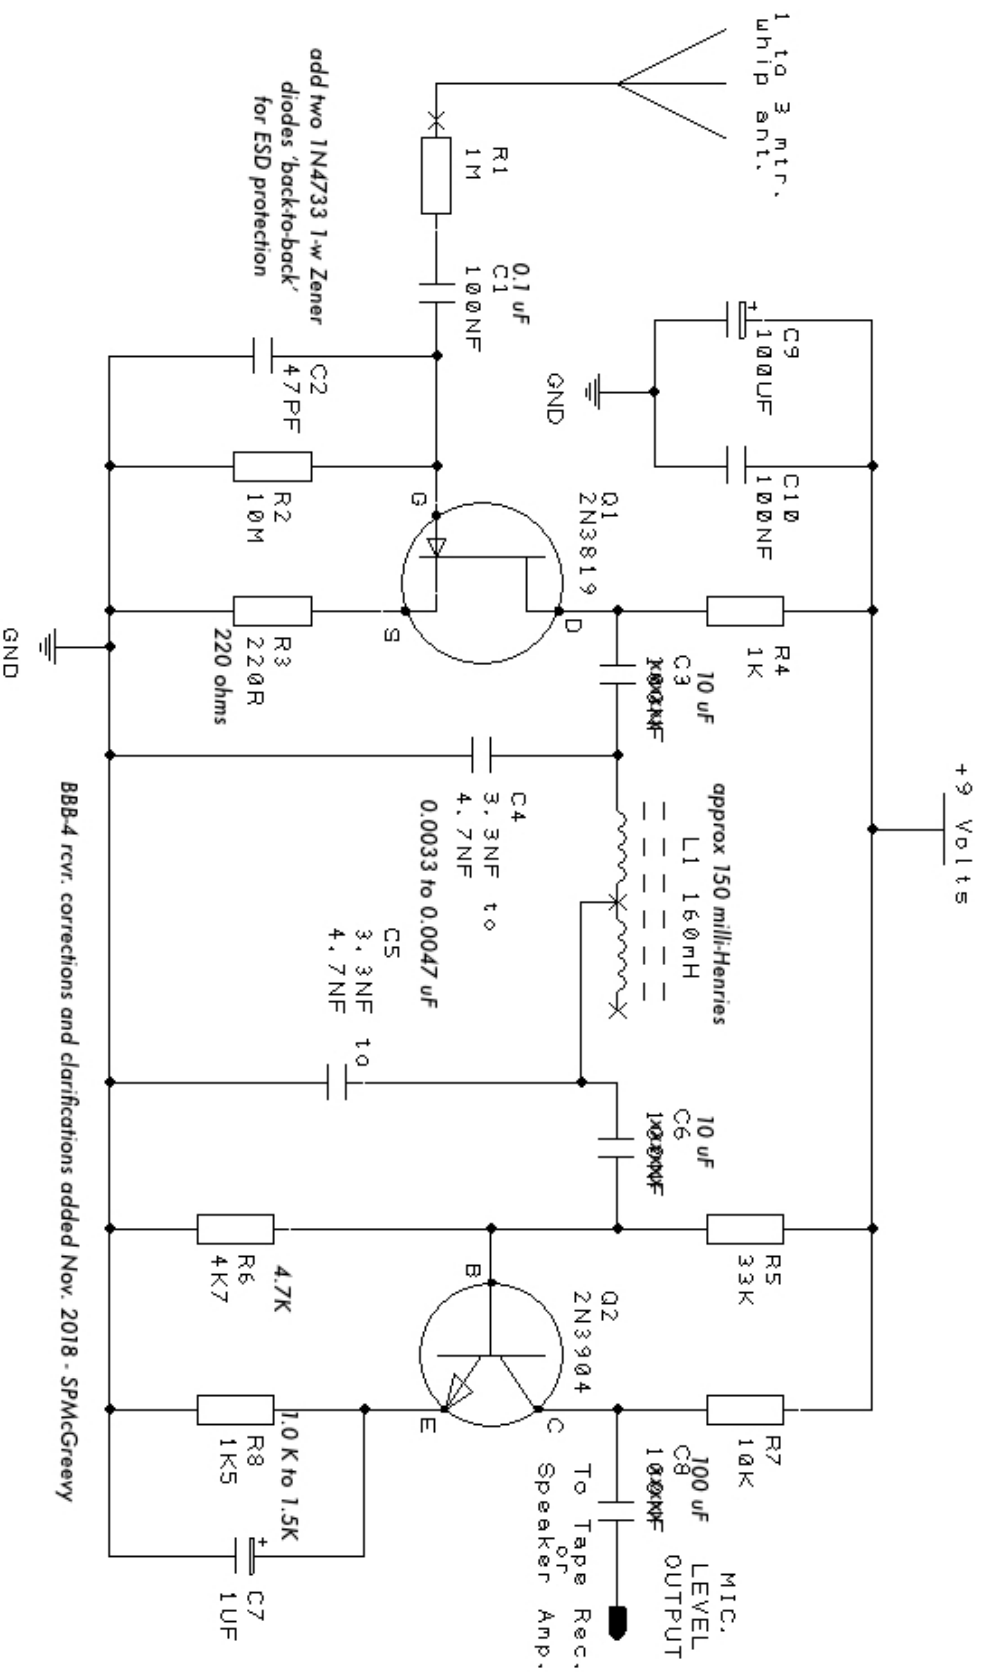 1 to 3 mtr.
whip ant.
R1
1M
0.1 uF
C1
100NF
add two 1N4733 1-w Zener
diodes 'back-to-back'
for ESD protection
C2
47PF
R2
10M
C9
+
100UF
GND
C10
100NF
Q1
2N3819
G
D
S
R3
220R
220 ohms
GND
R4
1K
10 uF
C3
+9 Volts
approx 150 milli-Henries
L1 160mH
C4
3.3NF to
4.7NF
0.0033 to 0.0047 uF
C5
3.3NF to
4.7NF
10 uF
C6
R5
33K
4.7K
R6
4K7
Q2
2N3904
B
C
E
R7
10K
1.0 K to 1.5K
R8
1K5
+
C7
1UF
100 uF
C8
MIC.
LEVEL
OUTPUT
To Tape Rec.
or
Speaker Amp.
BBB-4 rcvr. corrections and clarifications added Nov. 2018 - SPMcGreevy